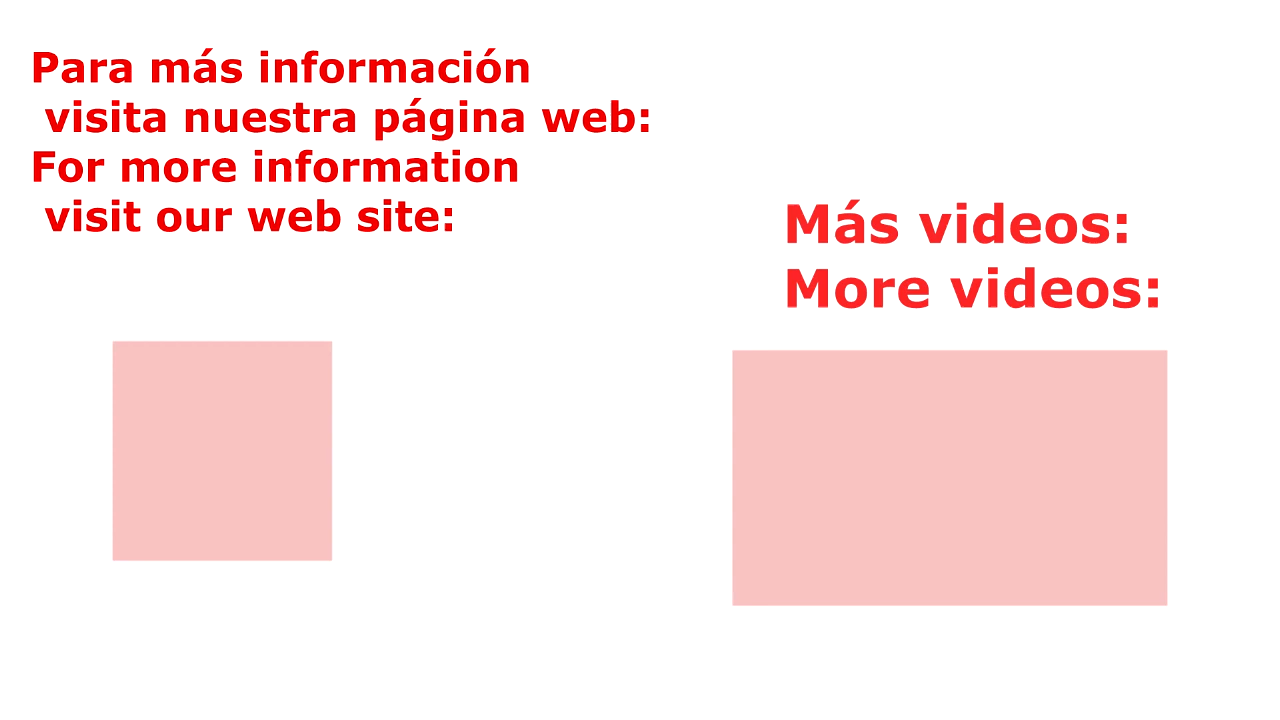 Para más información
visita nuestra página web:
For more information
visit our web site:
Más videos:
More videos: